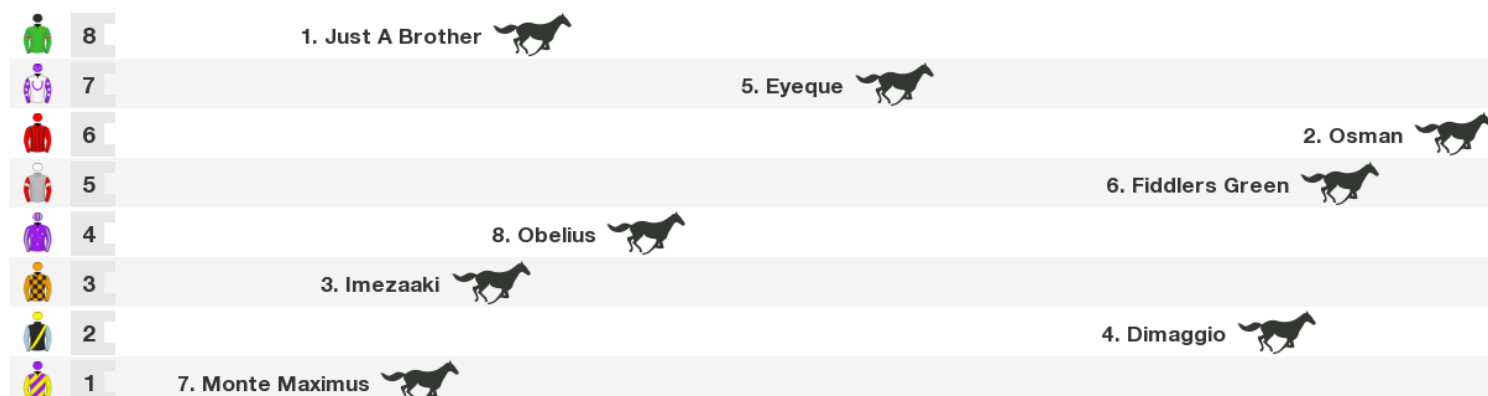 8 1. Just A Brother
7 5. Eyeque
6 2. Osman
5 6. Fiddlers Green
4 8. Obelius
3 3. Imezaaki
2 4. Dimaggio
1 7. Monte Maximus